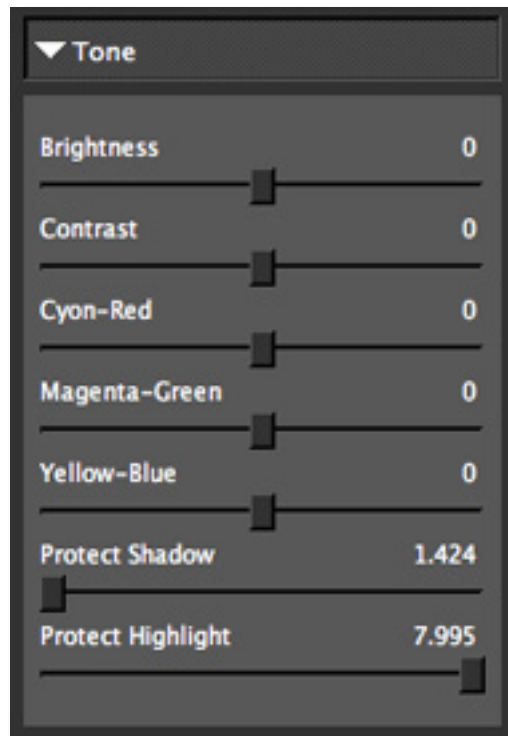 Tone
Brightness 0
Contrast 0
Cyon-Red 0
Magenta-Green 0
Yellow-Blue 0
Protect Shadow 1.424
Protect Highlight 7.995